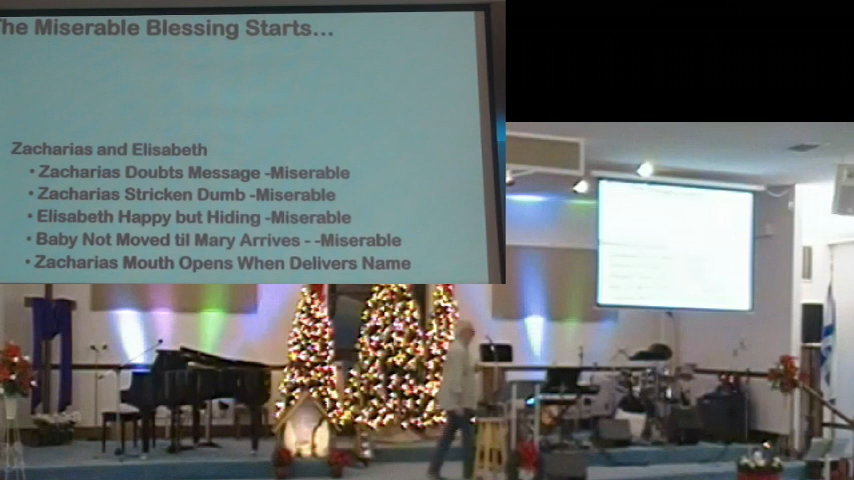 The Miserable Blessing Starts...
Zacharias and Elisabeth
• Zacharias Doubts Message -Miserable
• Zacharias Stricken Dumb -Miserable
• Elisabeth Happy but Hiding -Miserable
• Baby Not Moved til Mary Arrives - -Miserable
• Zacharias Mouth Opens When Delivers Name